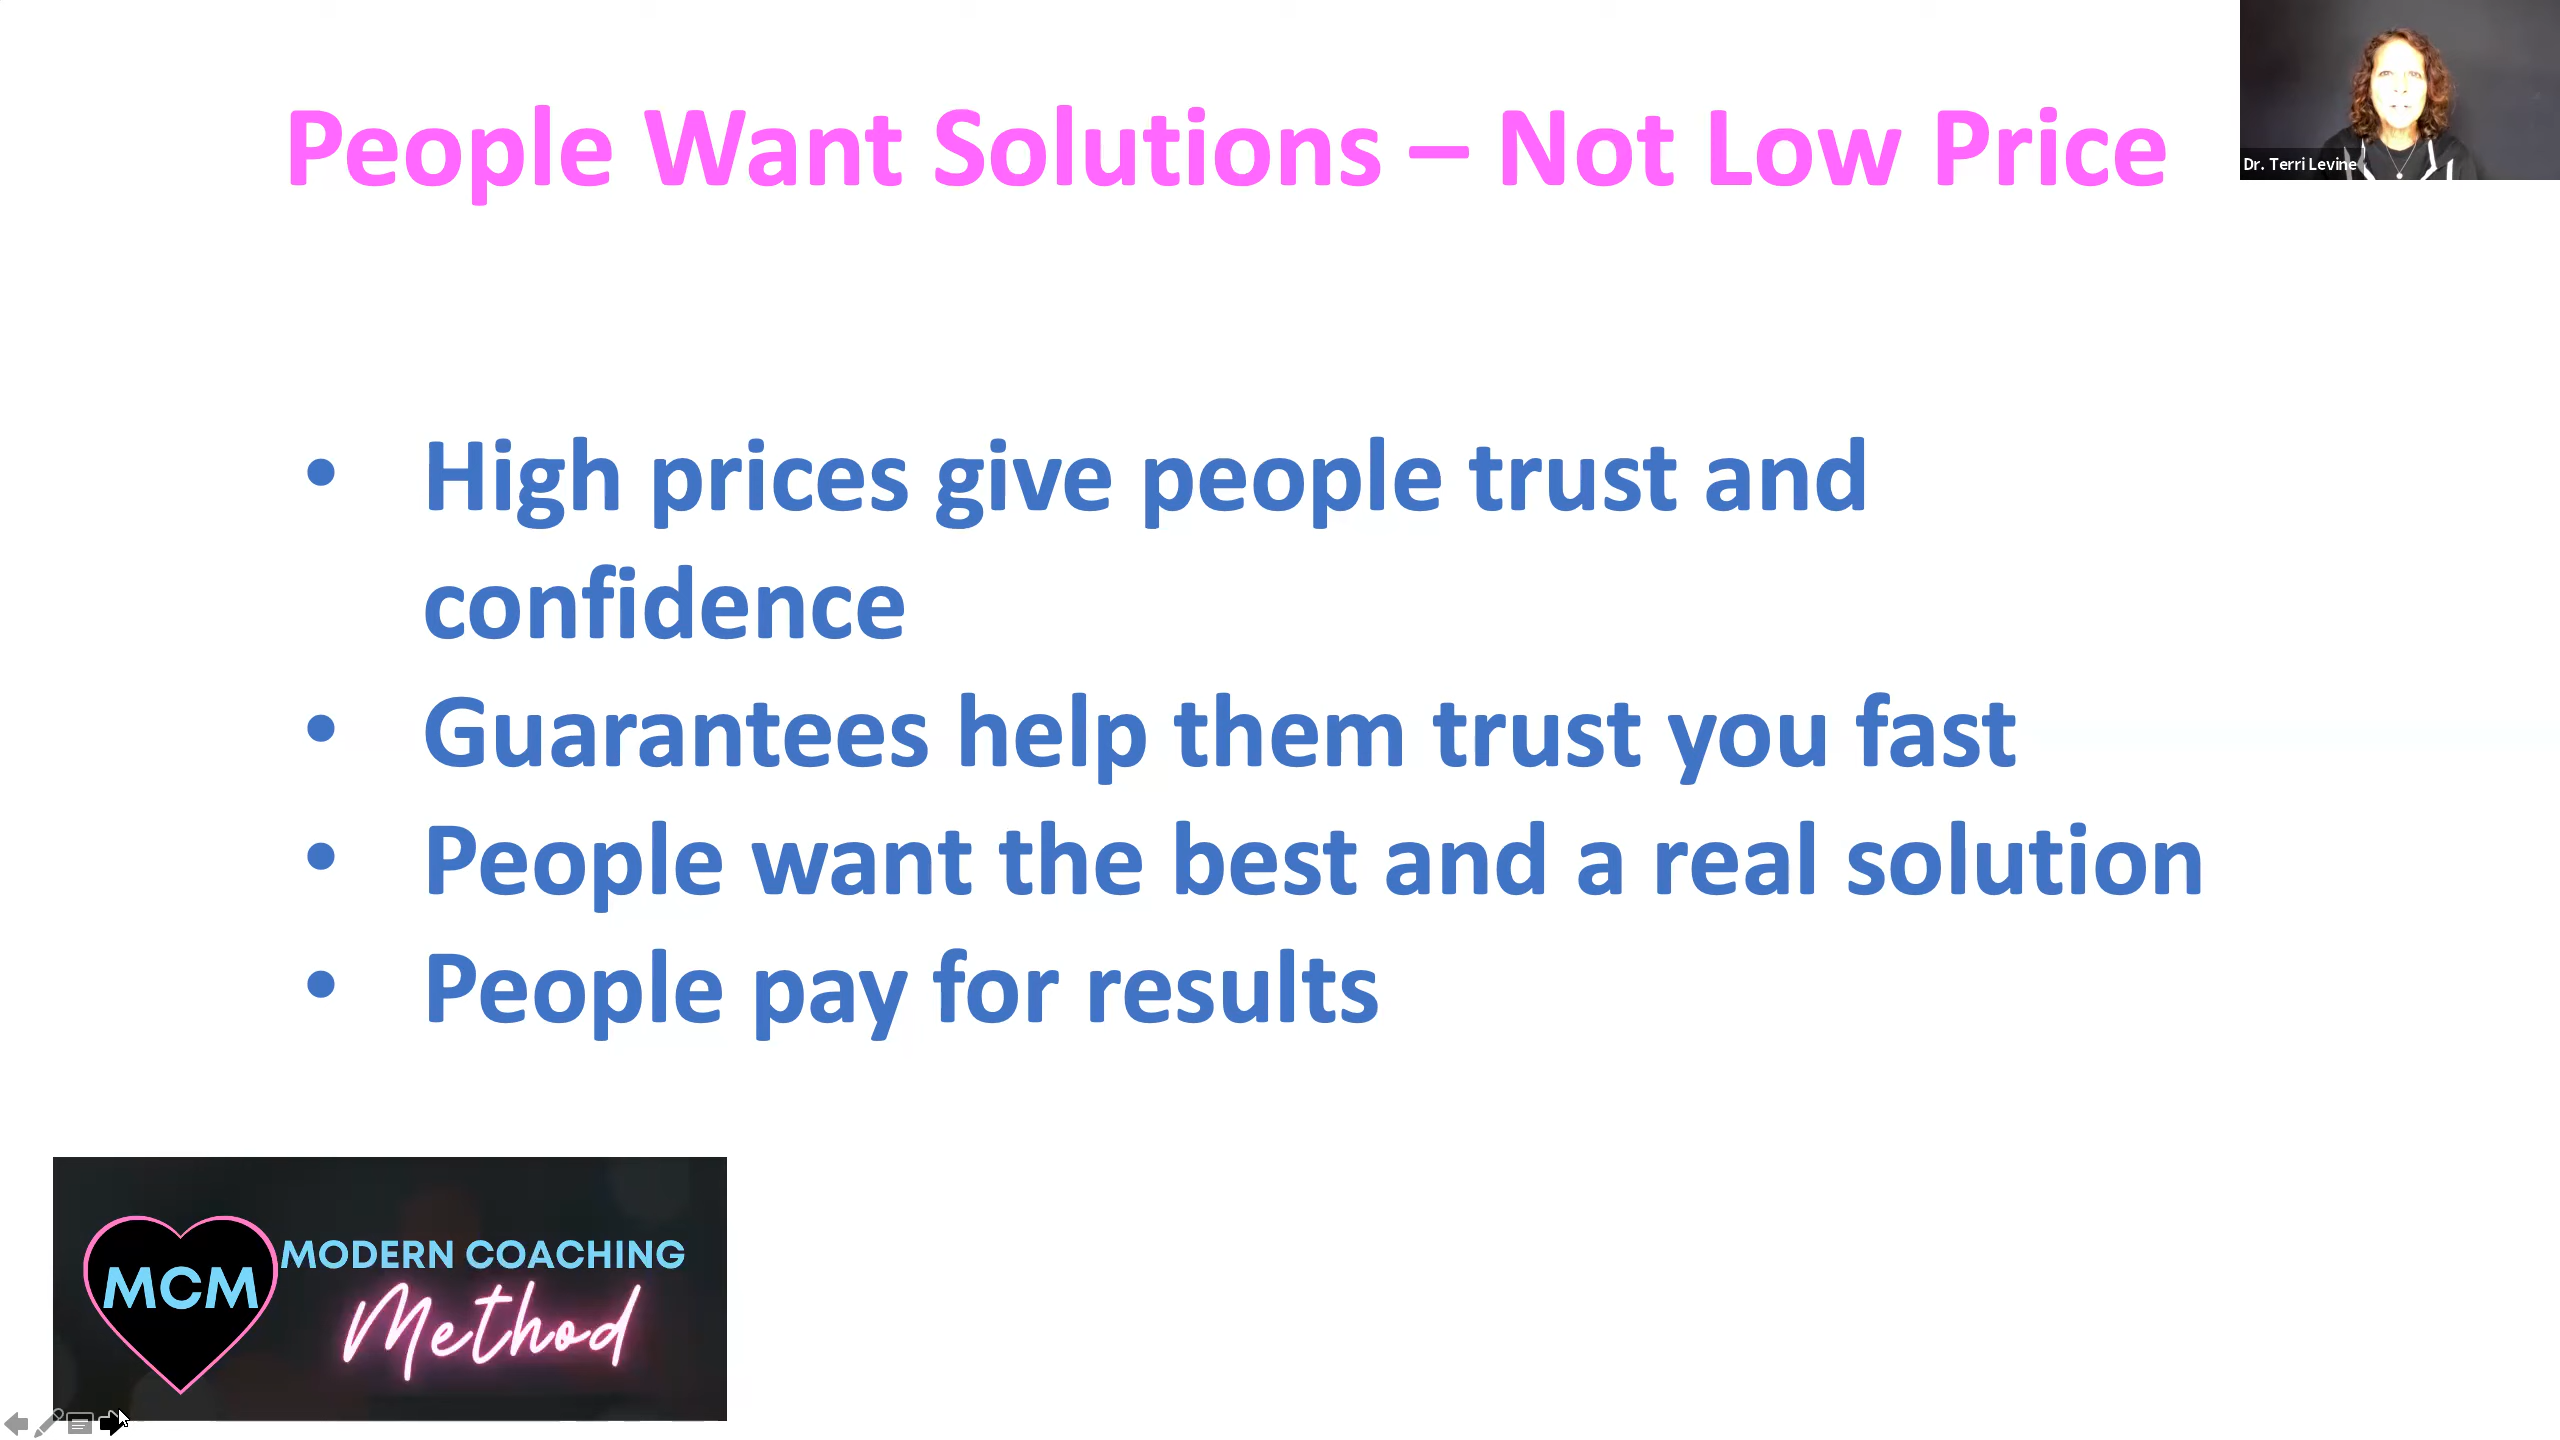 People Want Solutions – Not Low Price
Dr. Terri Levine
• High prices give people trust and
confidence
• Guarantees help them trust you fast
• People want the best and a real solution
• People pay for results
MCM
MODERN COACHING
Method